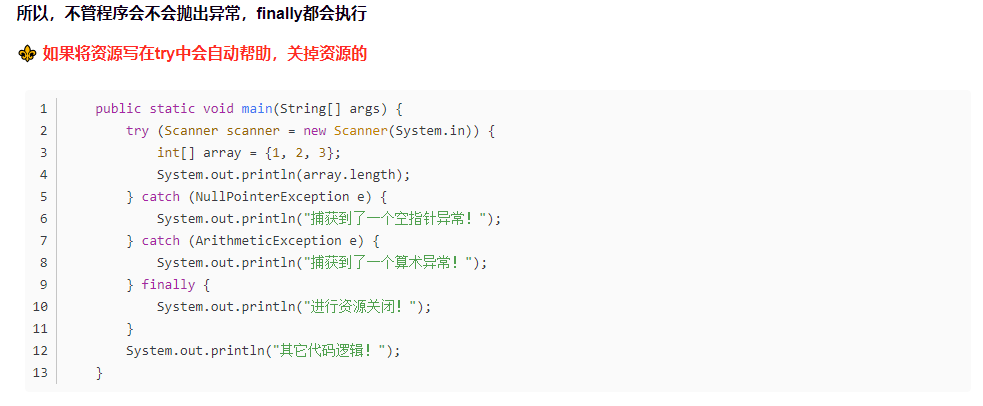 所以，不管程序会不会抛出异常，finally都会执行
如果将资源写在try中会自动帮助，关掉资源的
1 public static void main(String[] args) {
2 try (Scanner scanner = new Scanner(System.in)) {
3 int[] array = {1, 2, 3};
4 System.out.println(array.length);
5 } catch (NullPointerException e) {
6 System.out.println("捕获到了一个空指针异常！");
7 } catch (ArithmeticException e) {
8 System.out.println("捕获到了一个算术异常！");
9 } finally {
10 System.out.println("进行资源关闭！");
11 }
12 System.out.println("其它代码逻辑！");
13 }